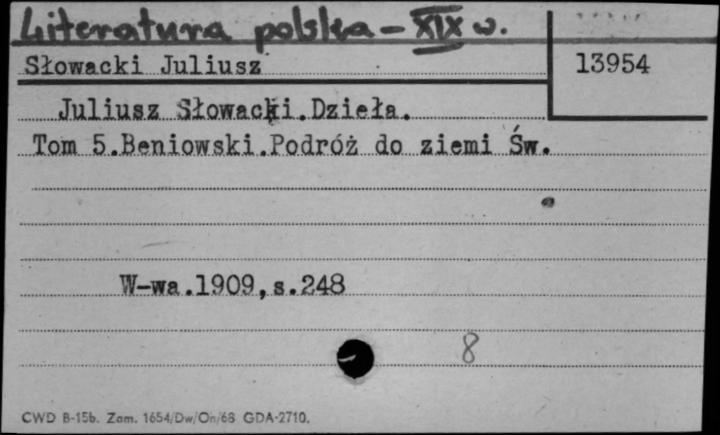 Literatura polska – XIX w.
Słowacki Juliusz
13954
Juliusz Słowacki.Dzieła.
Tom 5.Beniowski.Podróż do ziemi Św.
W-wa.1909,s.248
8
CWD B-15b. Zam. 1654/Dw/On/68 GDA-2710.